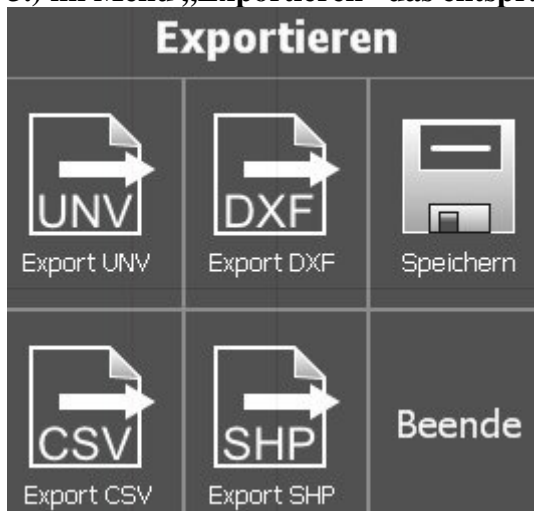 Exportieren
UNV
DXF
Export UNV
Export DXF
Speichern
CSV
SHP
Beende
Export CSV
Export SHP